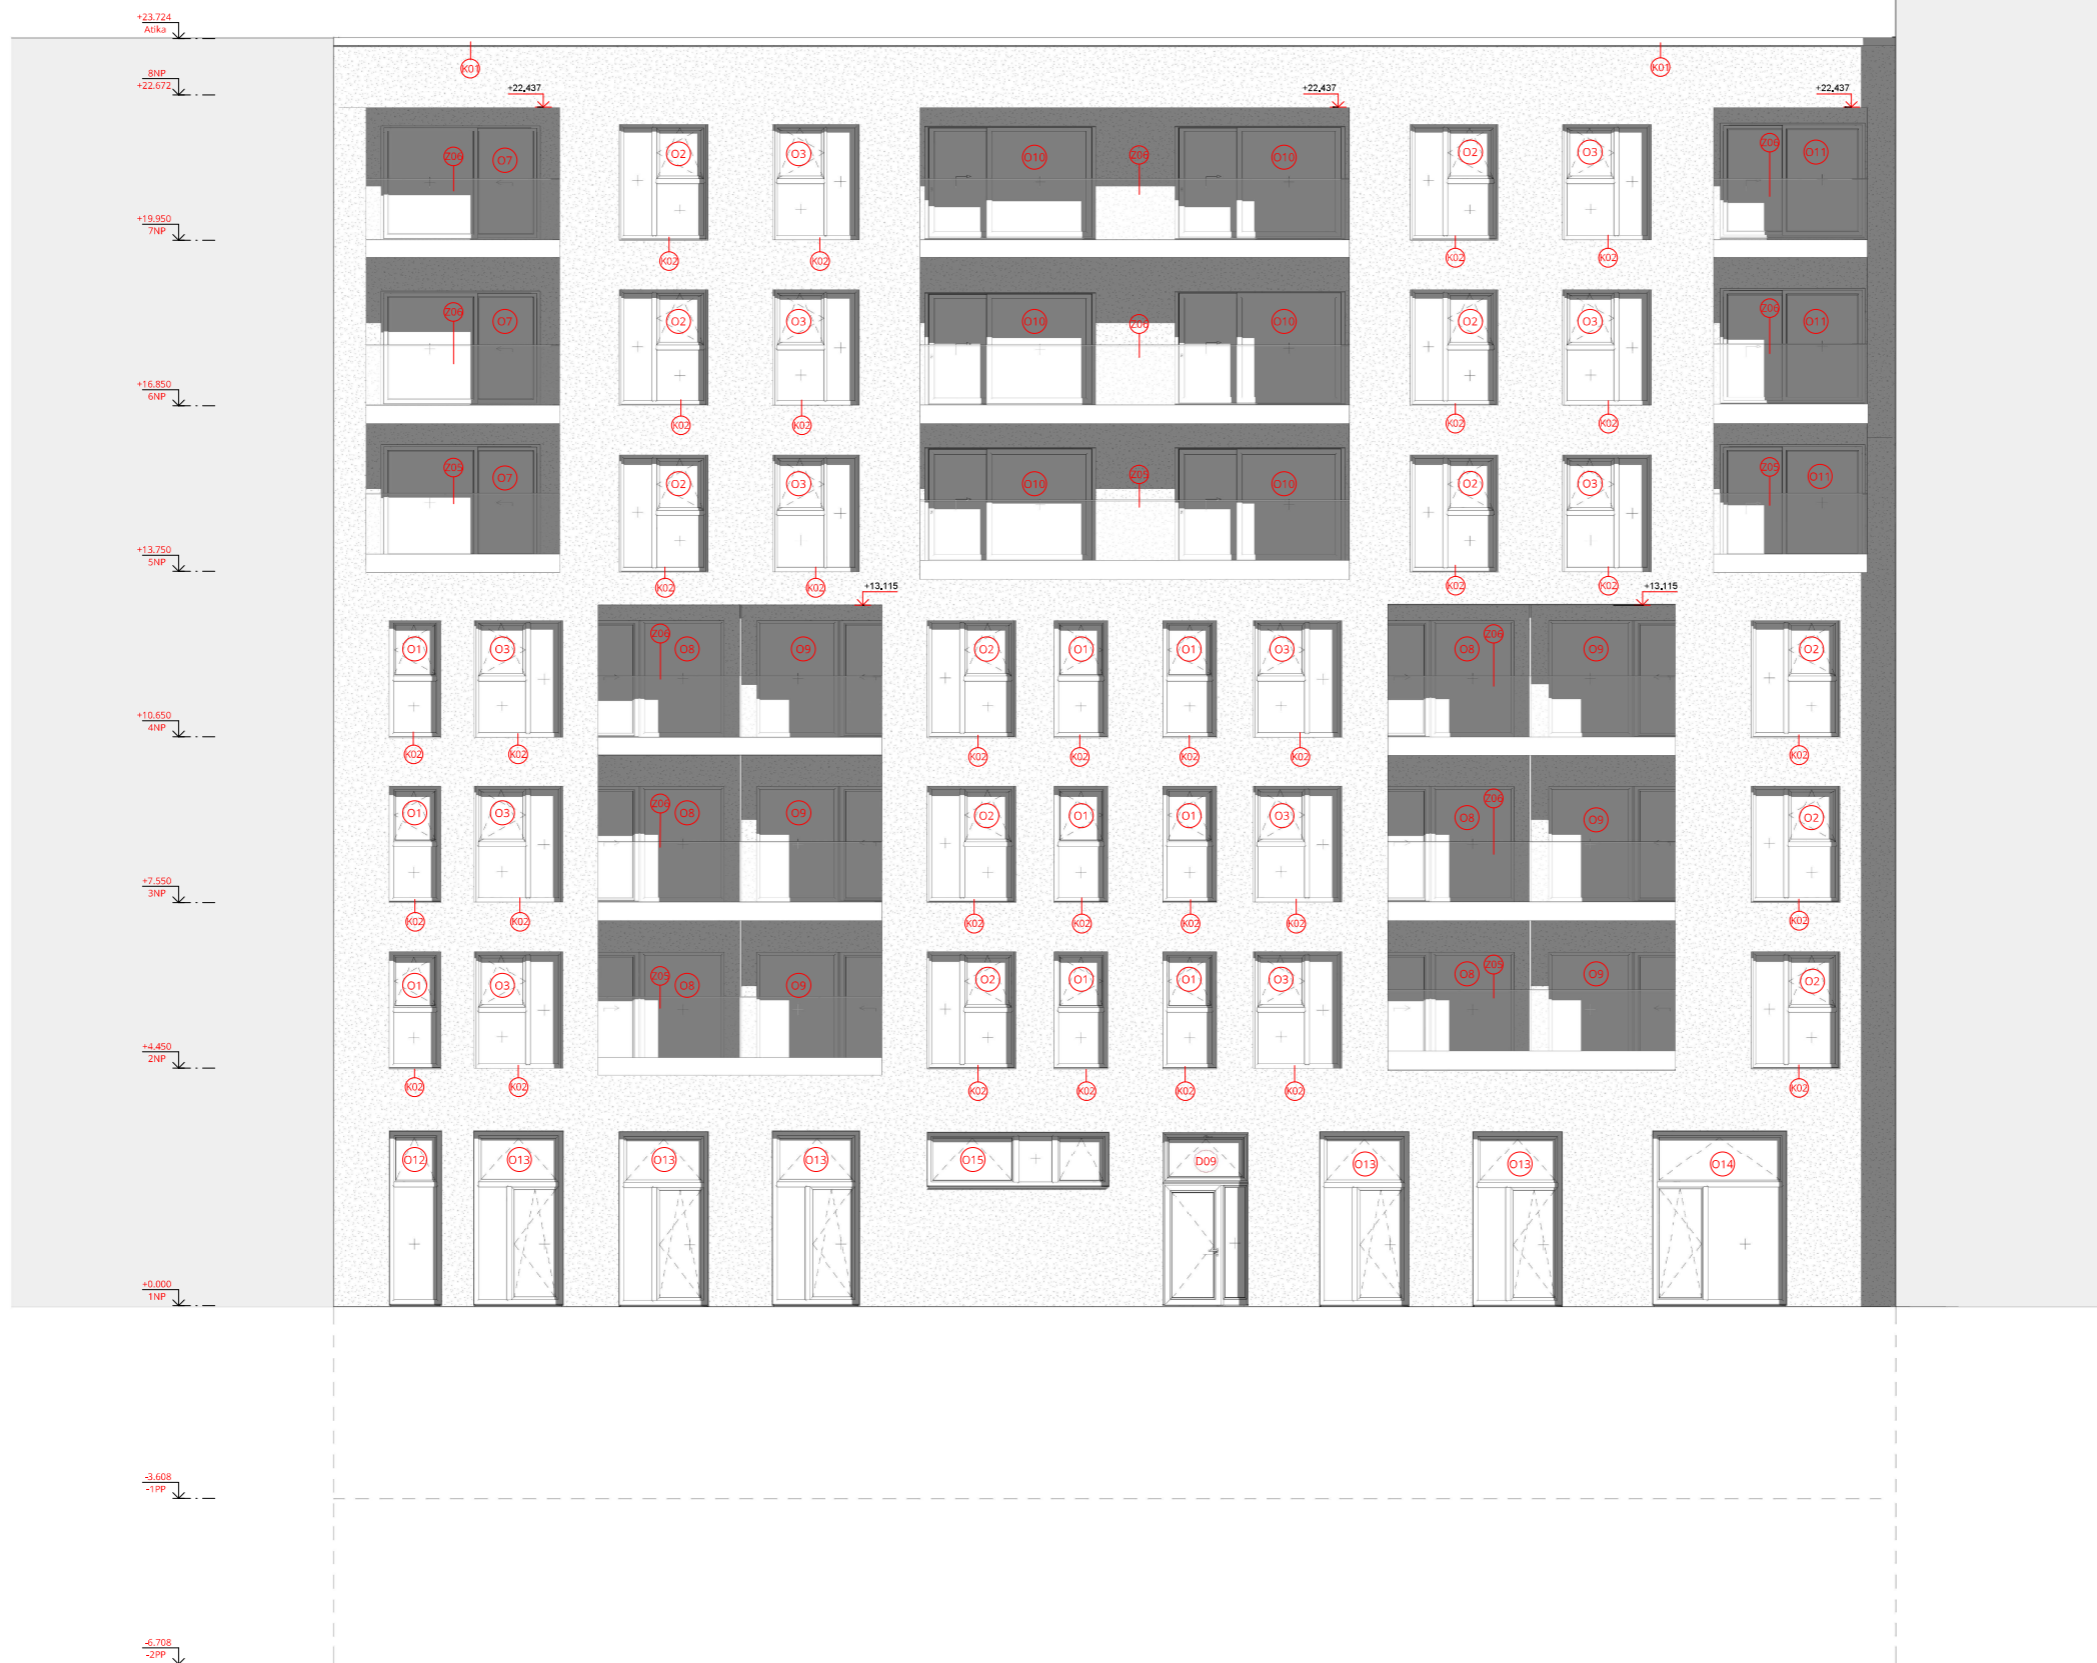 +23.724
Atika
K01 K01
8NP
+22.672
+22.437 +22.437 +22.437
Z06 O7 O2 O3 O10 Z06 O10 O2 O3 Z06 O11
+19.950
7NP
K02 K02 K02 K02
Z06 O7 O2 O3 O10 Z06 O10 O2 O3 Z06 O11
+16.850
6NP
K02 K02 K02 K02
Z05 O7 O2 O3 O10 Z05 O10 O2 O3 Z05 O11
+13.750
5NP
K02 K02 K02 K02
+13.115 +13.115
O1 O3 Z06 O8 O9 O2 O1 O1 O3 O8 Z06 O9 O2
+10.650
4NP
K02 K02 K02 K02 K02 K02 K02
O1 O3 Z06 O8 O9 O2 O1 O1 O3 O8 Z06 O9 O2
+7.550
3NP
K02 K02 K02 K02 K02 K02 K02
O1 O3 Z05 O8 O9 O2 O1 O1 O3 O8 Z05 O9 O2
+4.450
2NP
K02 K02 K02 K02 K02 K02 K02
O12 O13 O13 O13 O15 D09 O13 O13 O14
+0.000
1NP
-3.608
-1PP
-6.708
-2PP